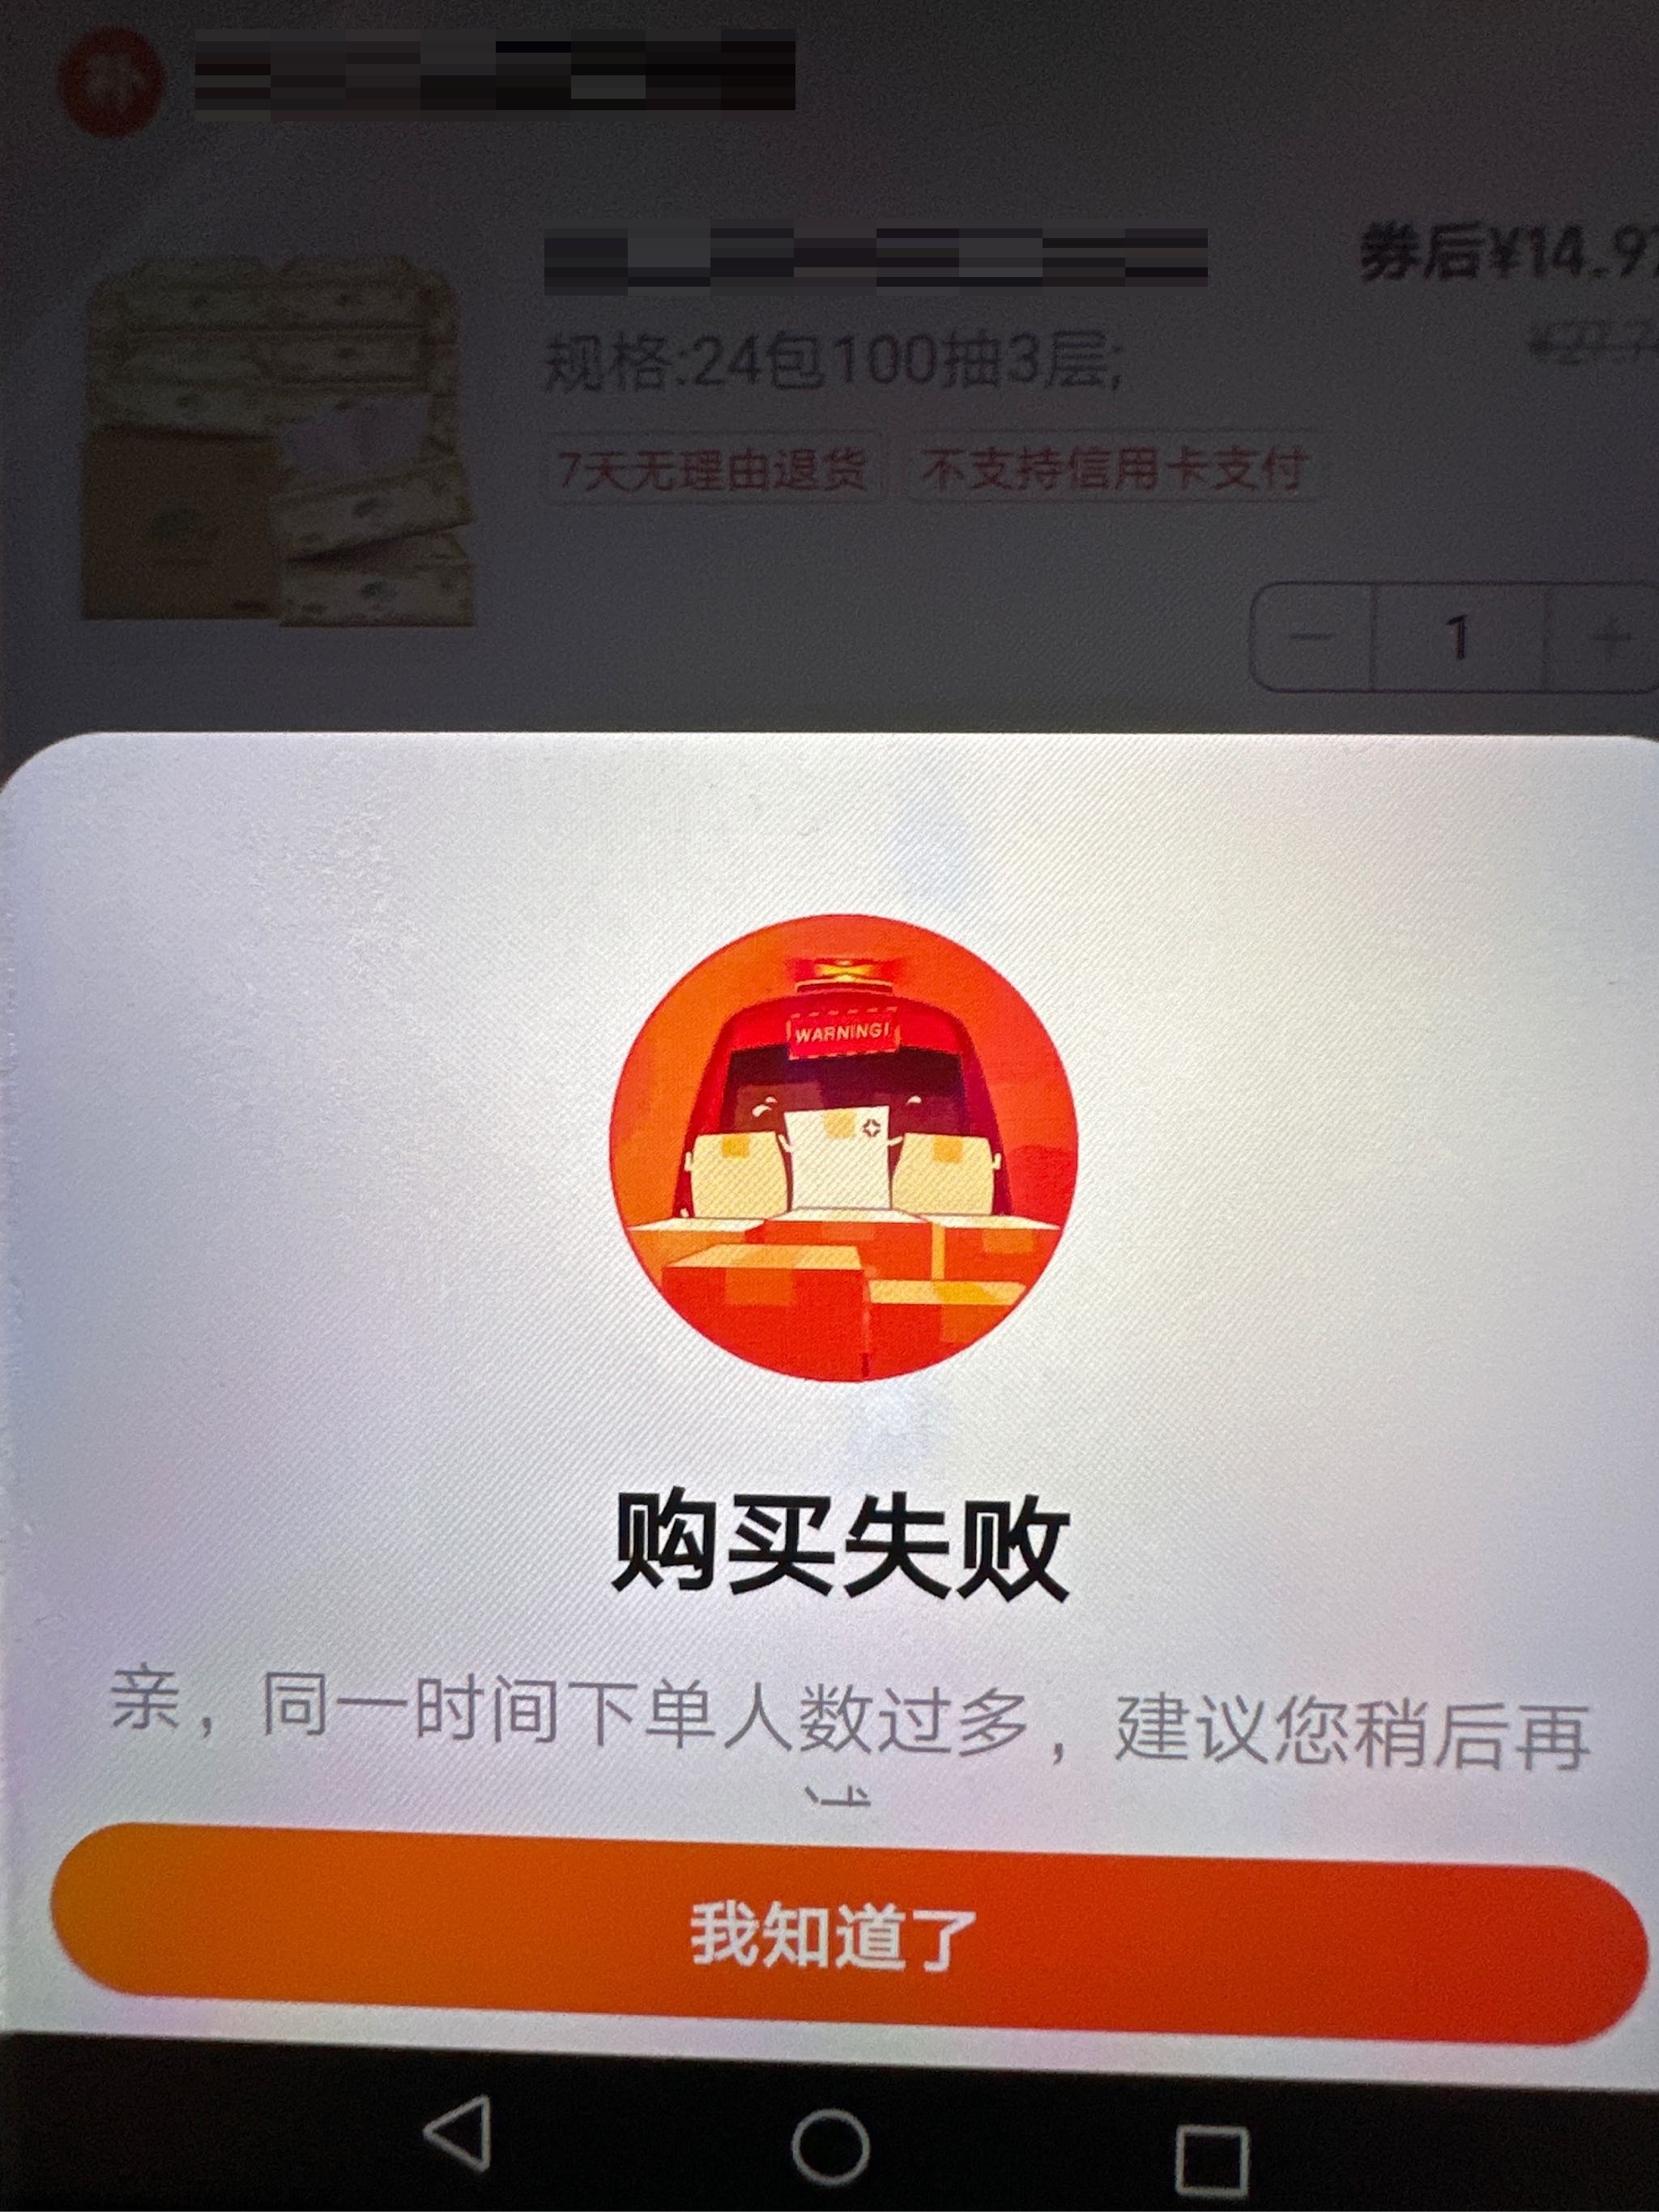 补
券后¥14.9
规格:24包100抽3层;
7天无理由退货
不支持信用卡支付
1
WARNING!
购买失败
亲，同一时间下单人数过多，建议您稍后再
我知道了